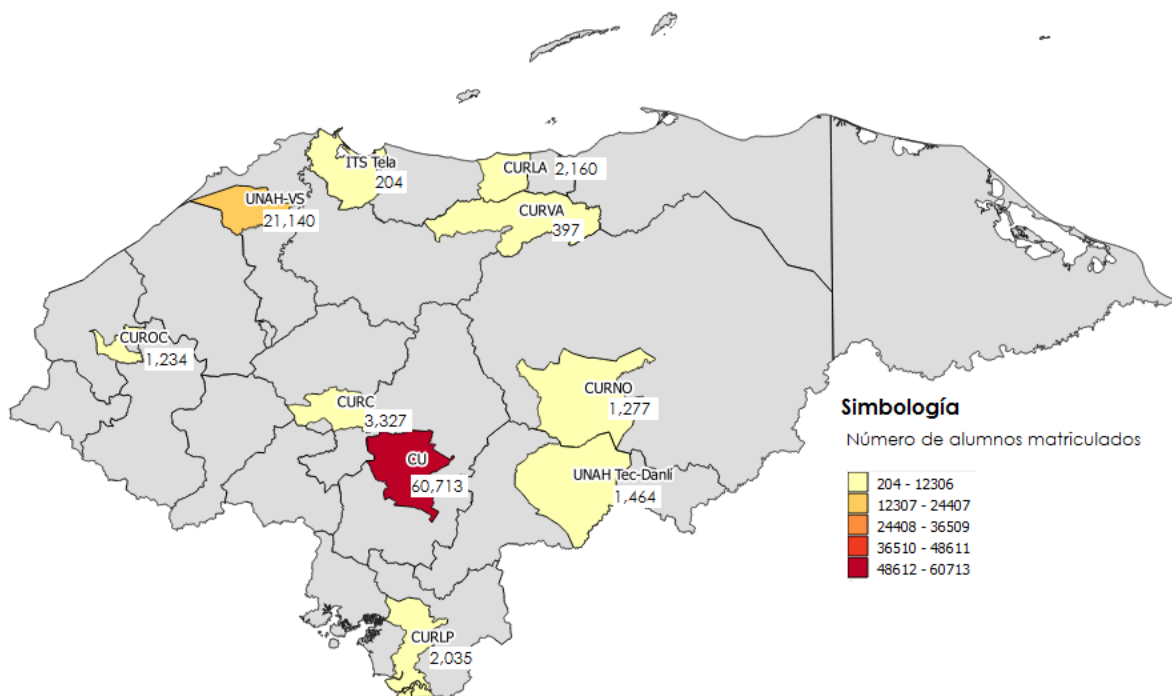 ITS Tela
204
CURLA 2,160
UNAH-VS
21,140
CURVA
397
CUROC
1,234
CURC
3,327
CURNO
1,277
CU
60,713
UNAH Tec-Danlí
1,464
CURLP
2,035
Simbología
Número de alumnos matriculados
204 - 12306
12307 - 24407
24408 - 36509
36510 - 48611
48612 - 60713